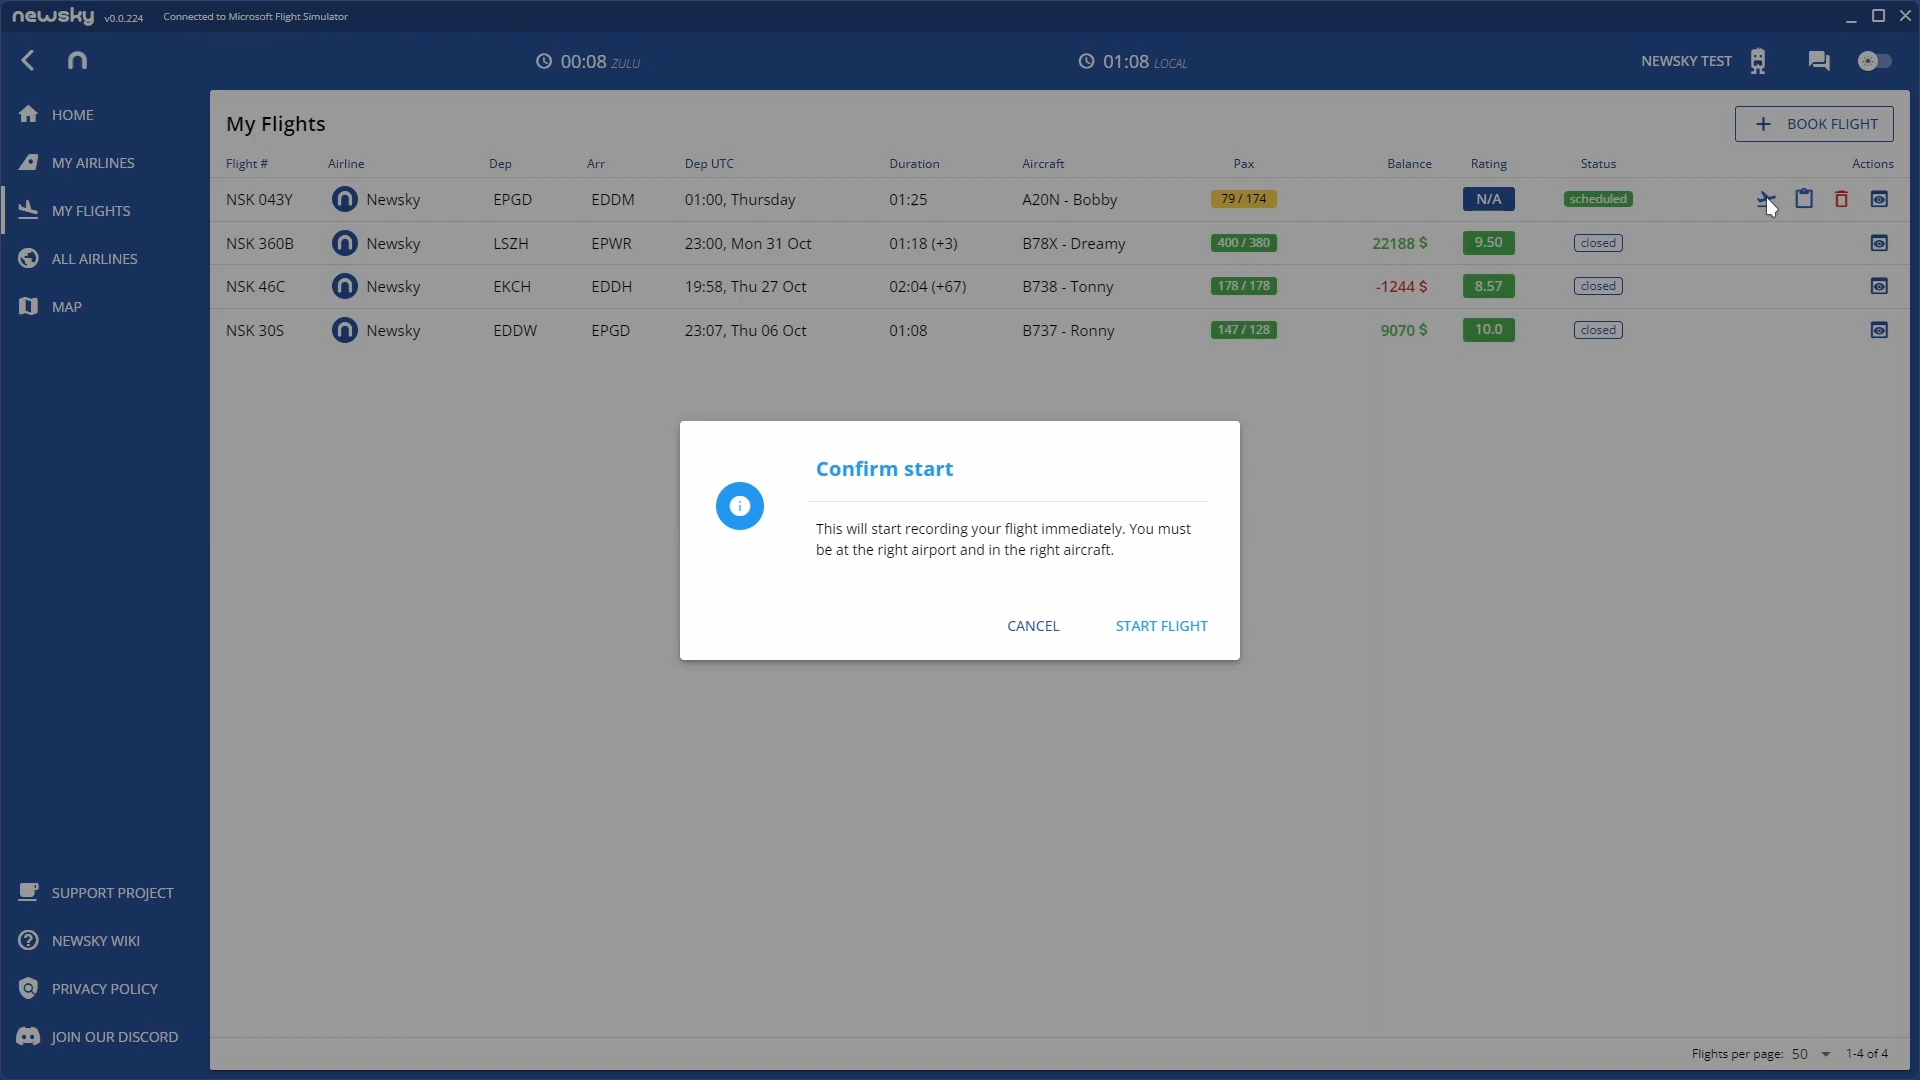 newsky v0.0.224 Connected to Microsoft Flight Simulator
00:08 ZULU
01:08 LOCAL
NEWSKY TEST
HOME
MY AIRLINES
MY FLIGHTS
ALL AIRLINES
MAP
SUPPORT PROJECT
NEWSKY WIKI
PRIVACY POLICY
JOIN OUR DISCORD
My Flights
BOOK FLIGHT
Flight # Airline Dep Arr Dep UTC Duration Aircraft Pax Balance Rating Status Actions
NSK 043Y Newsky EPGD EDDM 01:00, Thursday 01:25 A20N - Bobby 79 / 174 N/A scheduled
NSK 360B Newsky LSZH EPWR 23:00, Mon 31 Oct 01:18 (+3) B78X - Dreamy 400 / 380 22188 $ 9.50 closed
NSK 46C Newsky EKCH EDDH 19:58, Thu 27 Oct 02:04 (+67) B738 - Tonny 178 / 178 -1244 $ 8.57 closed
NSK 30S Newsky EDDW EPGD 23:07, Thu 06 Oct 01:08 B737 - Ronny 147 / 128 9070 $ 10.0 closed
Confirm start
This will start recording your flight immediately. You must
be at the right airport and in the right aircraft.
CANCEL START FLIGHT
Flights per page: 50 1-4 of 4